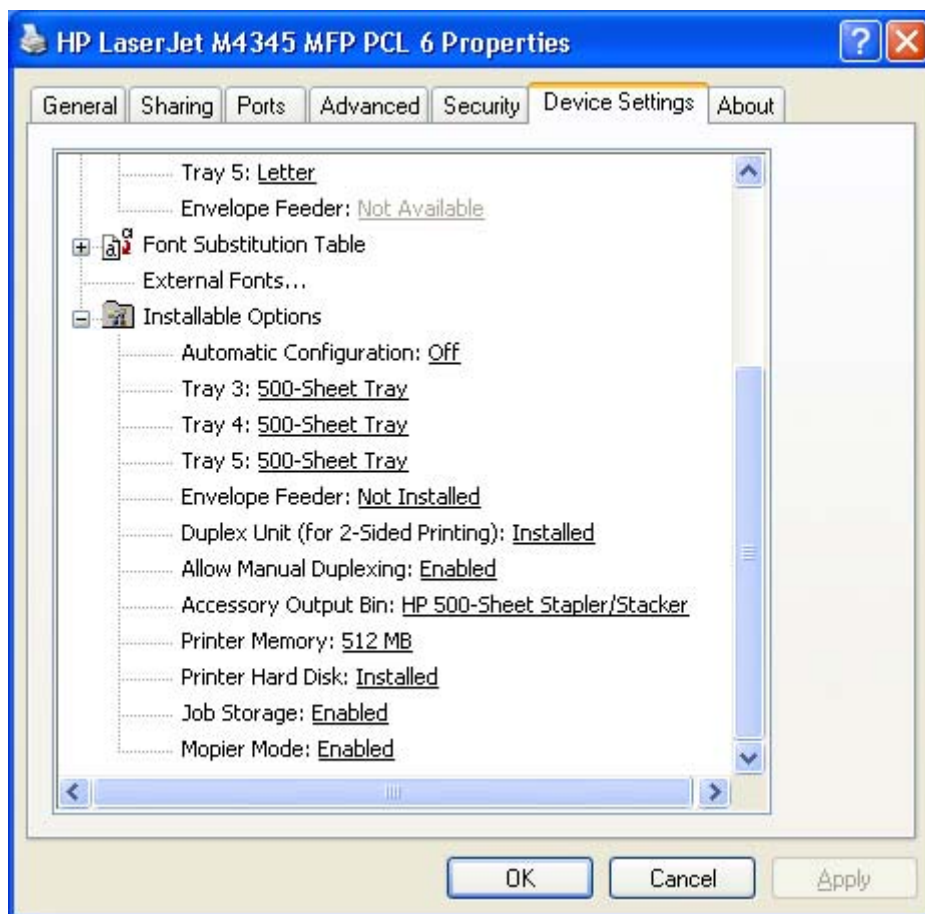 HP LaserJet M4345 MFP PCL 6 Properties
General Sharing Ports Advanced Security Device Settings About
Tray 5: Letter
Envelope Feeder: Not Available
Font Substitution Table
External Fonts...
Installable Options
Automatic Configuration: Off
Tray 3: 500-Sheet Tray
Tray 4: 500-Sheet Tray
Tray 5: 500-Sheet Tray
Envelope Feeder: Not Installed
Duplex Unit (for 2-Sided Printing): Installed
Allow Manual Duplexing: Enabled
Accessory Output Bin: HP 500-Sheet Stapler/Stacker
Printer Memory: 512 MB
Printer Hard Disk: Installed
Job Storage: Enabled
Mopier Mode: Enabled
OK Cancel Apply